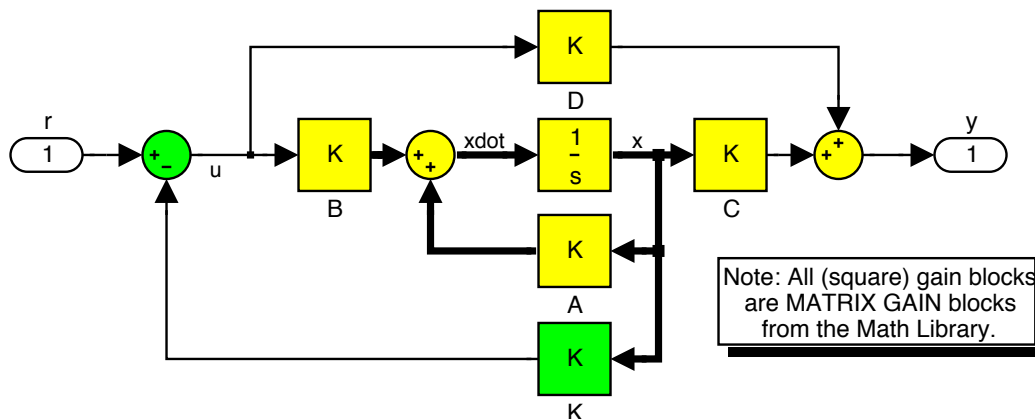 K
D
r
1
+
−
u
K
B
+
+
xdot
1
s
x
K
C
+
+
y
1
K
A
K
K
Note: All (square) gain blocks
are MATRIX GAIN blocks
from the Math Library.